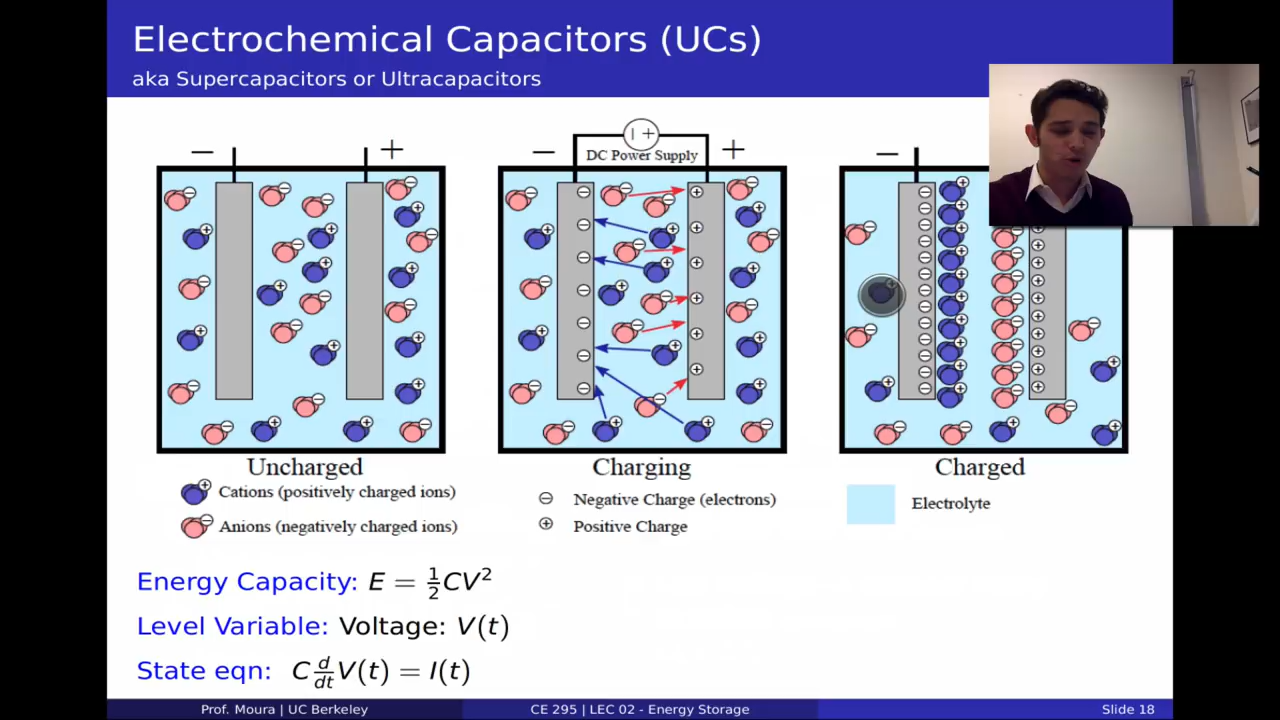 Electrochemical Capacitors (UCs)
aka Supercapacitors or Ultracapacitors
− +
− DC Power Supply +
−
Uncharged
Charging
Charged
Cations (positively charged ions)
Anions (negatively charged ions)
Negative Charge (electrons)
Positive Charge
Electrolyte
Energy Capacity: E = ½CV²
Level Variable: Voltage: V(t)
State eqn: C d/dt V(t) = I(t)
Prof. Moura | UC Berkeley
CE 295 | LEC 02 - Energy Storage
Slide 18